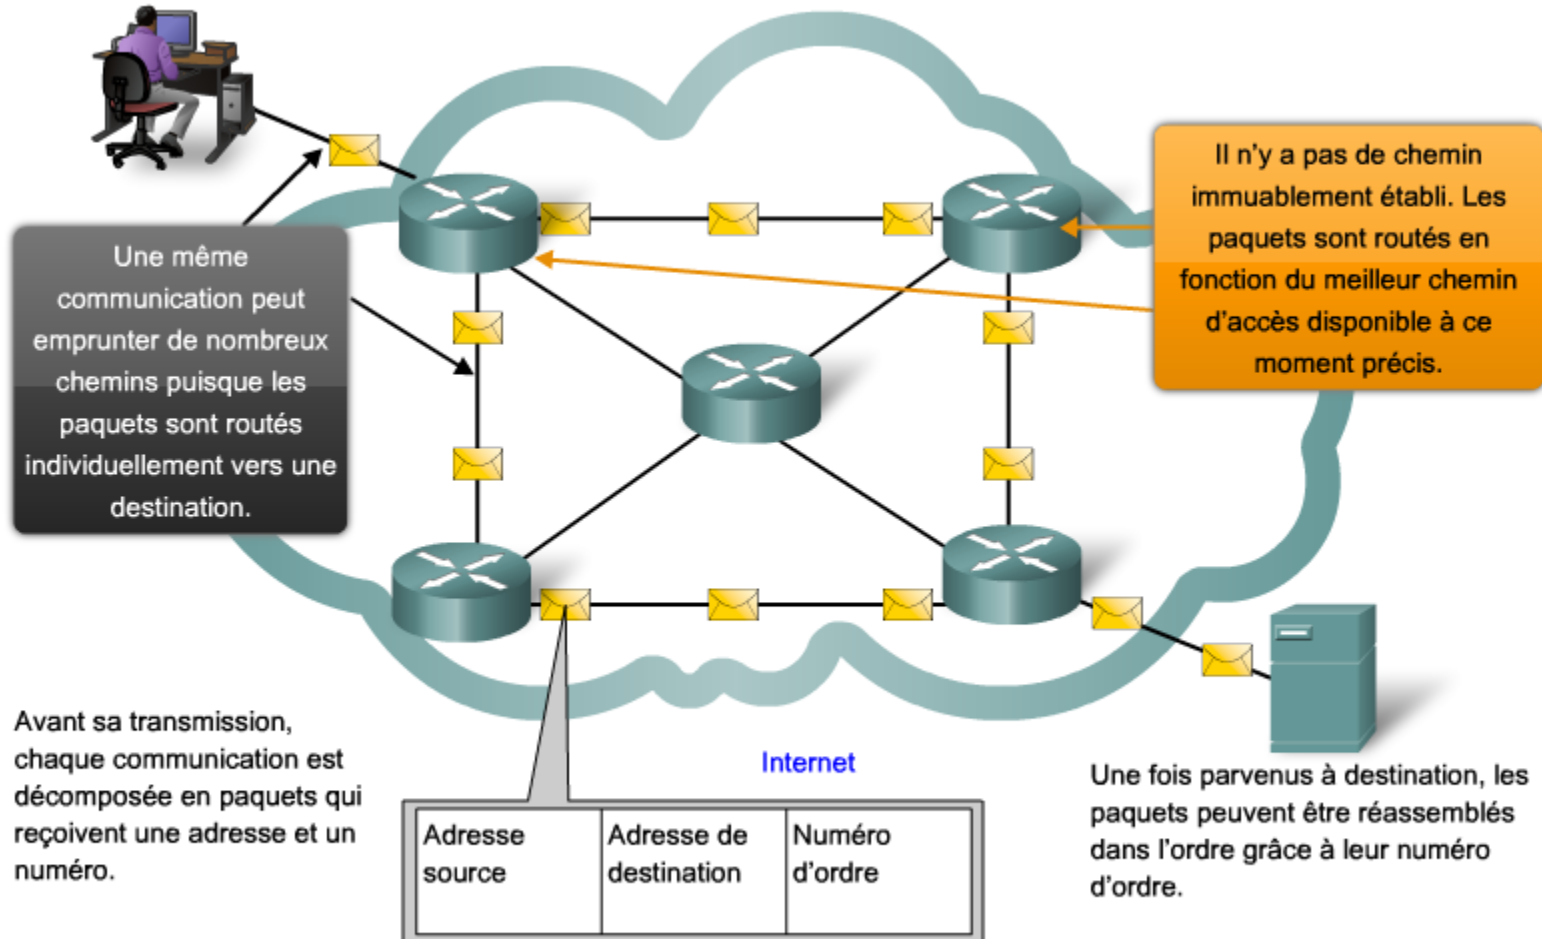 Une même
communication peut
emprunter de nombreux
chemins puisque les
paquets sont routés
individuellement vers une
destination.
Il n'y a pas de chemin
immuablement établi. Les
paquets sont routés en
fonction du meilleur chemin
d'accès disponible à ce
moment précis.
Avant sa transmission,
chaque communication est
décomposée en paquets qui
reçoivent une adresse et un
numéro.
Internet
Adresse
source
Adresse de
destination
Numéro
d'ordre
Une fois parvenus à destination, les
paquets peuvent être réassemblés
dans l'ordre grâce à leur numéro
d'ordre.